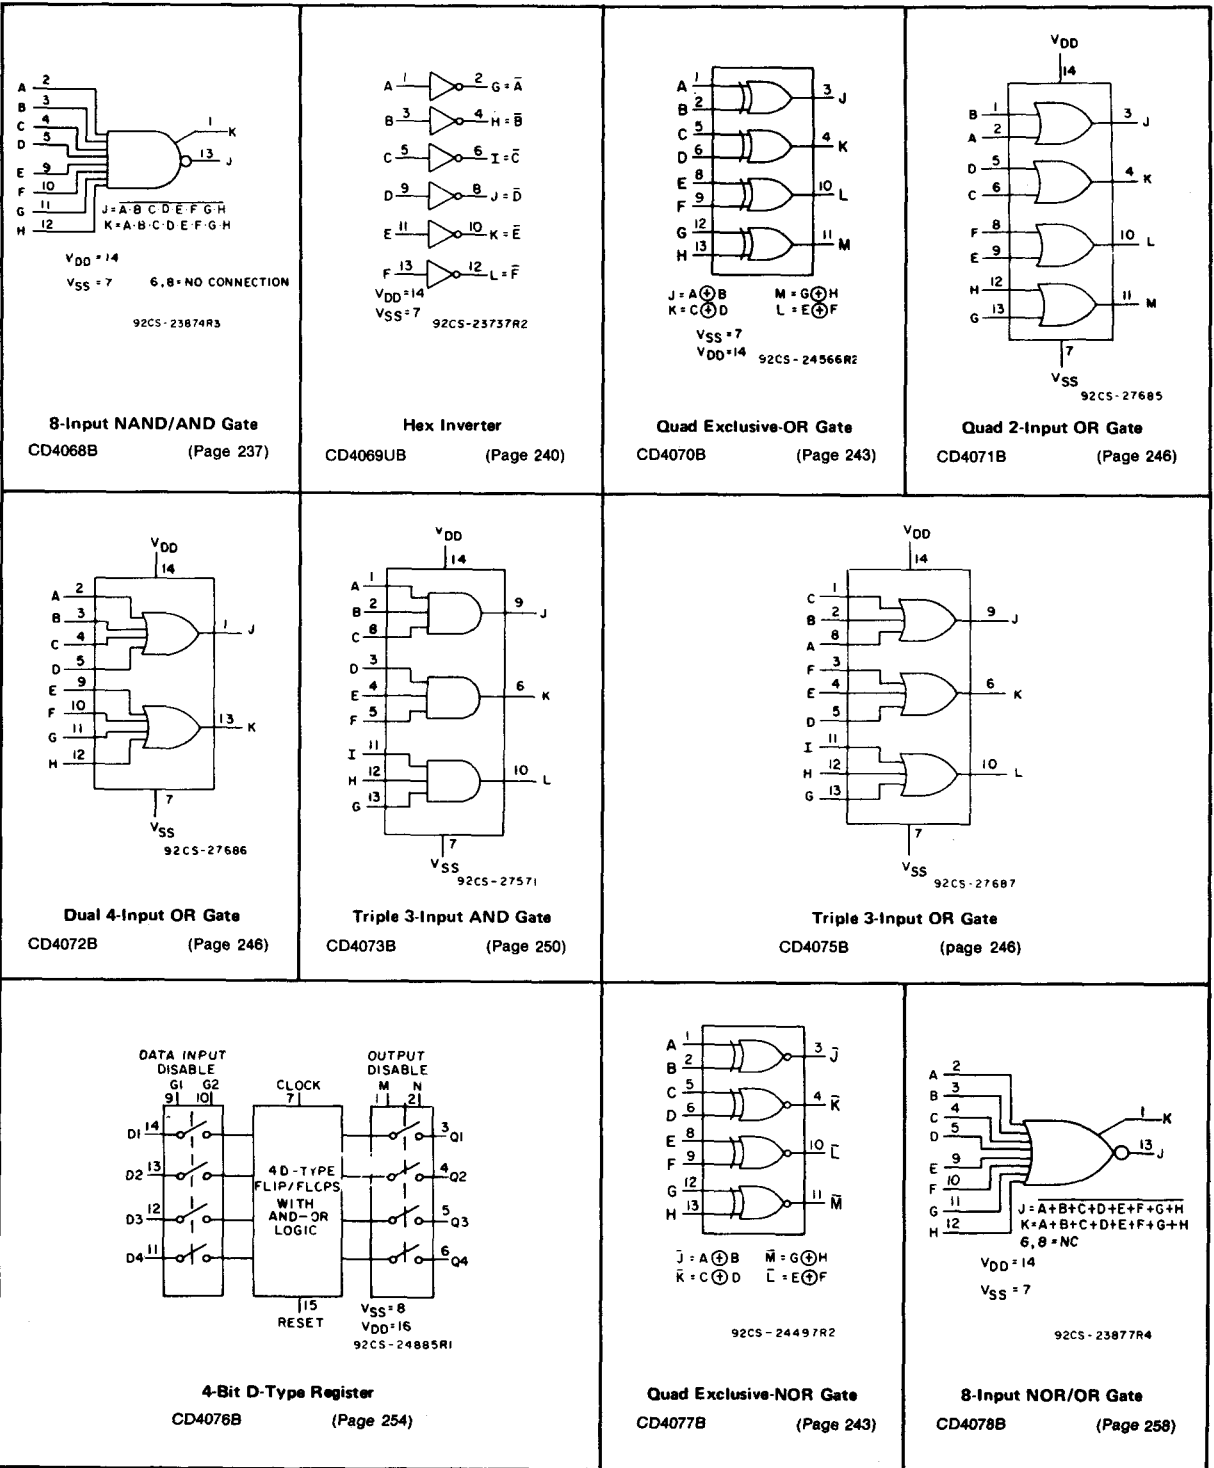 A 2
B 3
C 4
D 5
E 9
F 10
G 11
H 12
1 K
13 J
J=A·B·C·D·E·F·G·H
K=A·B·C·D·E·F·G·H
VDD = 14
VSS = 7 6,8= NO CONNECTION
92CS-23874R3
8-Input NAND/AND Gate
CD4068B (Page 237)
A 1 2 G=A̅
B 3 4 H=B̅
C 5 6 I=C̅
D 9 8 J=D̅
E 11 10 K=E̅
F 13 12 L=F̅
VDD=14
VSS=7
92CS-23737R2
Hex Inverter
CD4069UB (Page 240)
A 1
B 2
3 J
C 5
D 6
4 K
E 8
F 9
10 L
G 12
H 13
11 M
J=A⊕B M=G⊕H
K=C⊕D L=E⊕F
VSS=7
VDD=14
92CS-24566R2
Quad Exclusive-OR Gate
CD4070B (Page 243)
VDD
14
B 1
A 2
3 J
D 5
C 6
4 K
F 8
E 9
10 L
H 12
G 13
11 M
7
VSS
92CS-27685
Quad 2-Input OR Gate
CD4071B (Page 246)
VDD
14
A 2
B 3
C 4
D 5
1 J
E 9
F 10
G 11
H 12
13 K
7
VSS
92CS-27686
Dual 4-Input OR Gate
CD4072B (Page 246)
VDD
14
A 1
B 2
C 8
9 J
D 3
E 4
F 5
6 K
I 11
H 12
G 13
10 L
7
VSS
92CS-27571
Triple 3-Input AND Gate
CD4073B (Page 250)
VDD
14
C 1
B 2
A 8
9 J
F 3
E 4
D 5
6 K
I 11
H 12
G 13
10 L
7
VSS
92CS-27687
Triple 3-Input OR Gate
CD4075B (page 246)
DATA INPUT
DISABLE
G1 G2
9 10
CLOCK
7
OUTPUT
DISABLE
M N
1 2
D1 14
D2 13
D3 12
D4 11
4 D-TYPE
FLIP/FLOPS
WITH
AND-OR
LOGIC
3 Q1
4 Q2
5 Q3
6 Q4
15
RESET
VSS=8
VDD=16
92CS-24885R1
4-Bit D-Type Register
CD4076B (Page 254)
A 1
B 2
3 J̅
C 5
D 6
4 K̅
E 8
F 9
10 L̅
G 12
H 13
11 M̅
J̅=A⊕B M̅=G⊕H
K̅=C⊕D L̅=E⊕F
92CS-24497R2
Quad Exclusive-NOR Gate
CD4077B (Page 243)
A 2
B 3
C 4
D 5
E 9
F 10
G 11
H 12
1 K
13 J
J=A+B+C+D+E+F+G+H
K=A+B+C+D+E+F+G+H
6,8=NC
VDD=14
VSS=7
92CS-23877R4
8-Input NOR/OR Gate
CD4078B (Page 258)